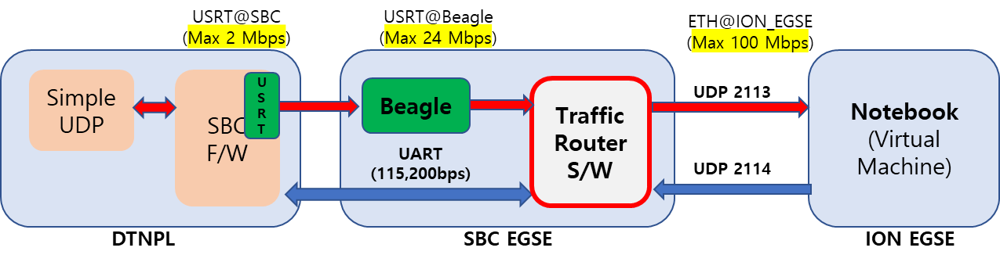 USRT@SBC
(Max 2 Mbps)
USRT@Beagle
(Max 24 Mbps)
ETH@ION_EGSE
(Max 100 Mbps)
Simple
UDP
SBC
F/W
U
S
R
T
Beagle
UART
(115,200bps)
Traffic
Router
S/W
UDP 2113
UDP 2114
Notebook
(Virtual
Machine)
DTNPL
SBC EGSE
ION EGSE